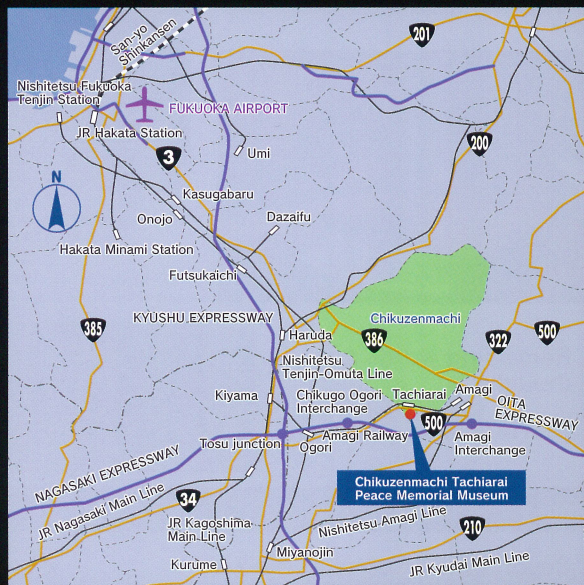 San-yo
Shinkansen
201
Nishitetsu Fukuoka
Tenjin Station
FUKUOKA AIRPORT
JR Hakata Station
200
3
Umi
N
Kasugabaru
Onojo
Dazaifu
Hakata Minami Station
Futsukaichi
KYUSHU EXPRESSWAY
Chikuzenmachi
385
Haruda
386
322
500
Nishitetsu
Tenjin-Omuta Line
Kiyama
Chikugo Ogori
Interchange
Tachiarai
Amagi
OITA
EXPRESSWAY
500
Tosu junction
Ogori
Amagi Railway
Amagi
Interchange
NAGASAKI EXPRESSWAY
Chikuzenmachi Tachiarai
Peace Memorial Museum
JR Nagasaki Main Line
34
JR Kagoshima
Main Line
Nishitetsu Amagi Line
210
Miyanojin
Kurume
JR Kyudai Main Line